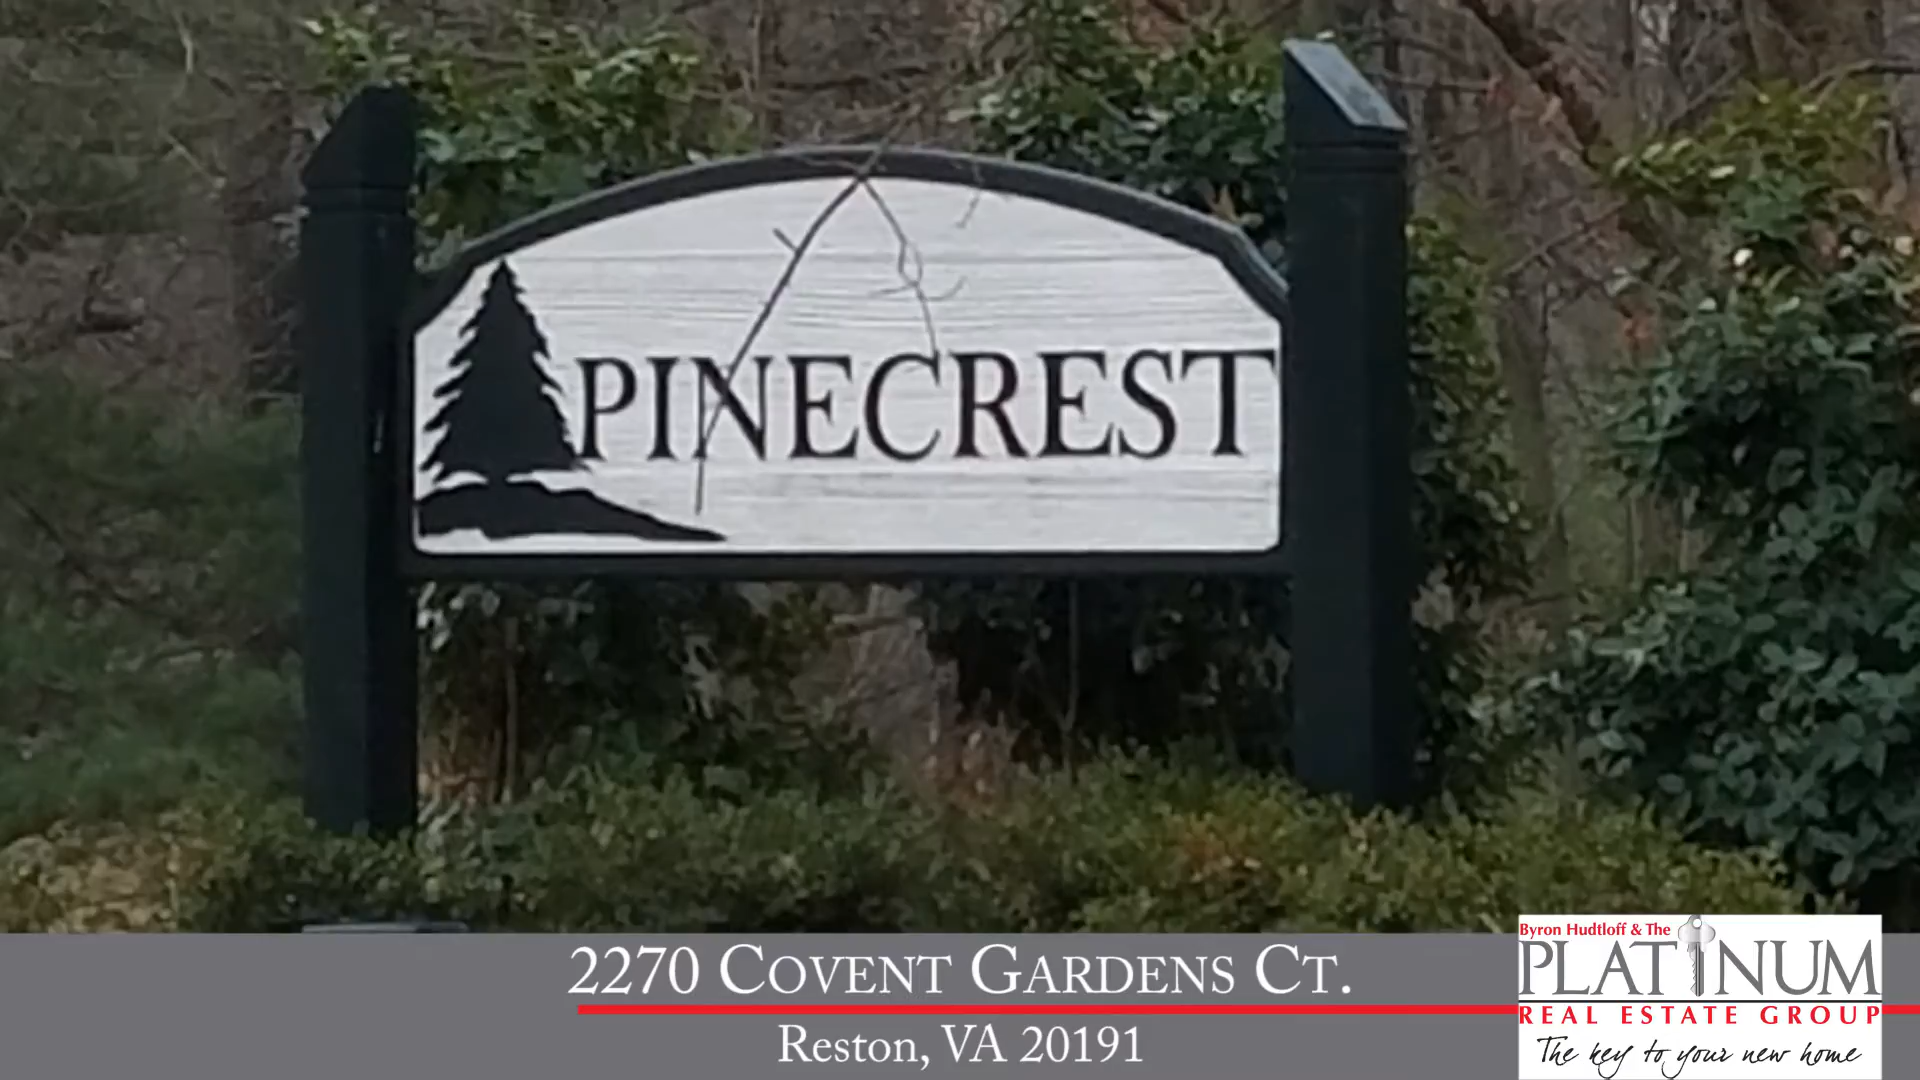 PINECREST
2270 COVENT GARDENS CT.
Reston, VA 20191
Byron Hudtloff & The
PLATINUM
REAL ESTATE GROUP
The key to your new home